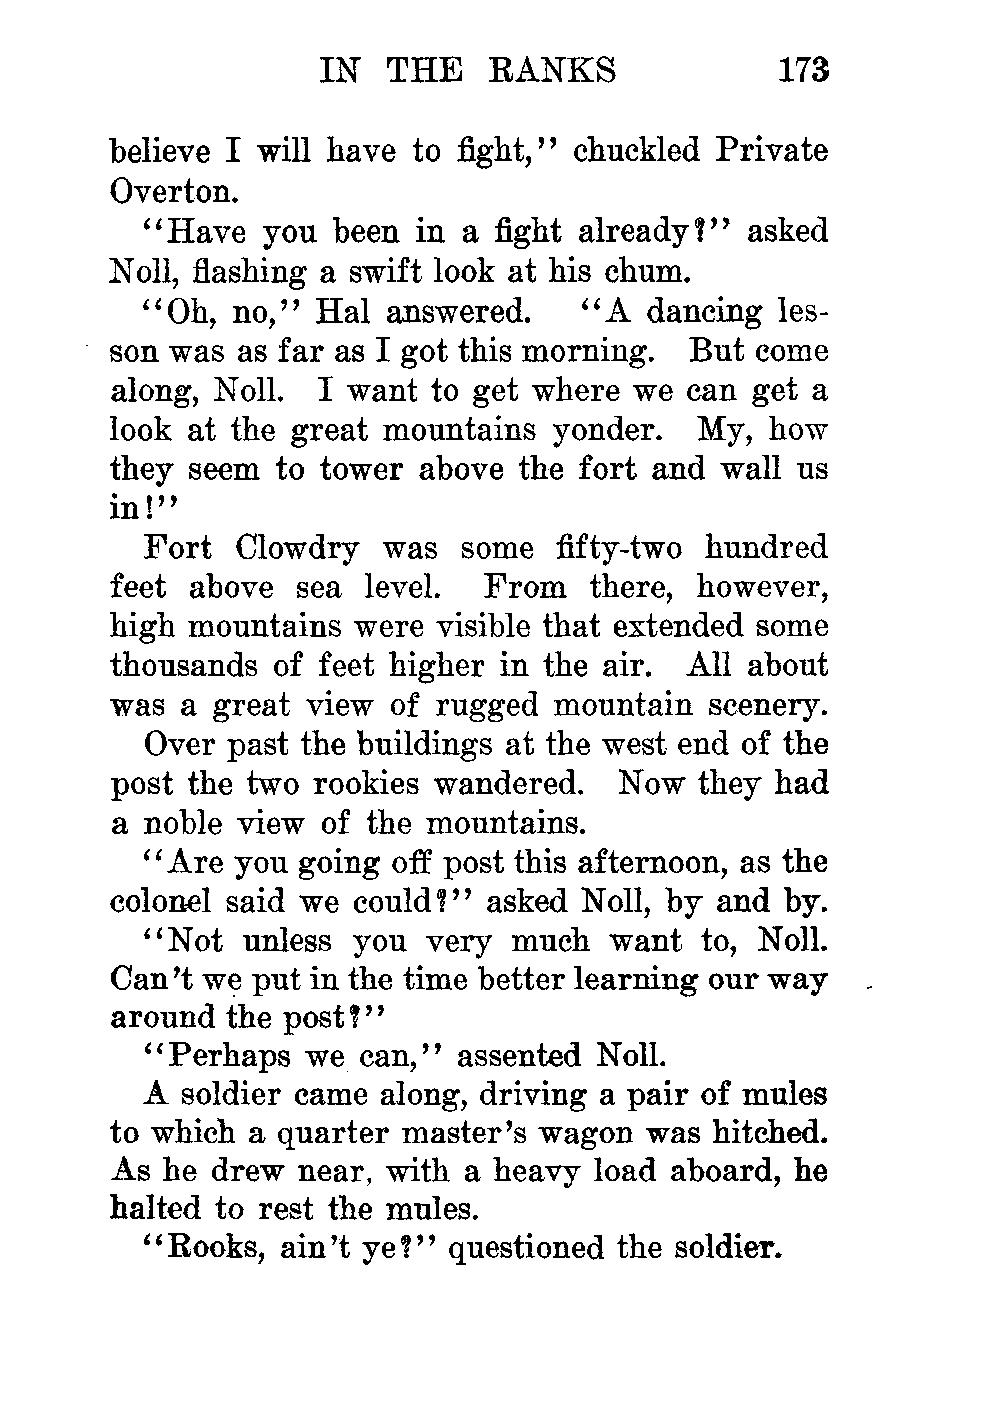 IN THE RANKS 173
believe I will have to fight,'' chuckled Private
Overton.
''Have you been in a fight already?'' asked
Noll, flashing a swift look at his chum.
''Oh, no,'' Hal answered. ''A dancing les-
son was as far as I got this morning. But come
along, Noll. I want to get where we can get a
look at the great mountains yonder. My, how
they seem to tower above the fort and wall us
in!''
Fort Clowdry was some fifty-two hundred
feet above sea level. From there, however,
high mountains were visible that extended some
thousands of feet higher in the air. All about
was a great view of rugged mountain scenery.
Over past the buildings at the west end of the
post the two rookies wandered. Now they had
a noble view of the mountains.
''Are you going off post this afternoon, as the
colonel said we could?'' asked Noll, by and by.
''Not unless you very much want to, Noll.
Can't we put in the time better learning our way
around the post?''
''Perhaps we can,'' assented Noll.
A soldier came along, driving a pair of mules
to which a quarter master's wagon was hitched.
As he drew near, with a heavy load aboard, he
halted to rest the mules.
''Rooks, ain't ye?'' questioned the soldier.